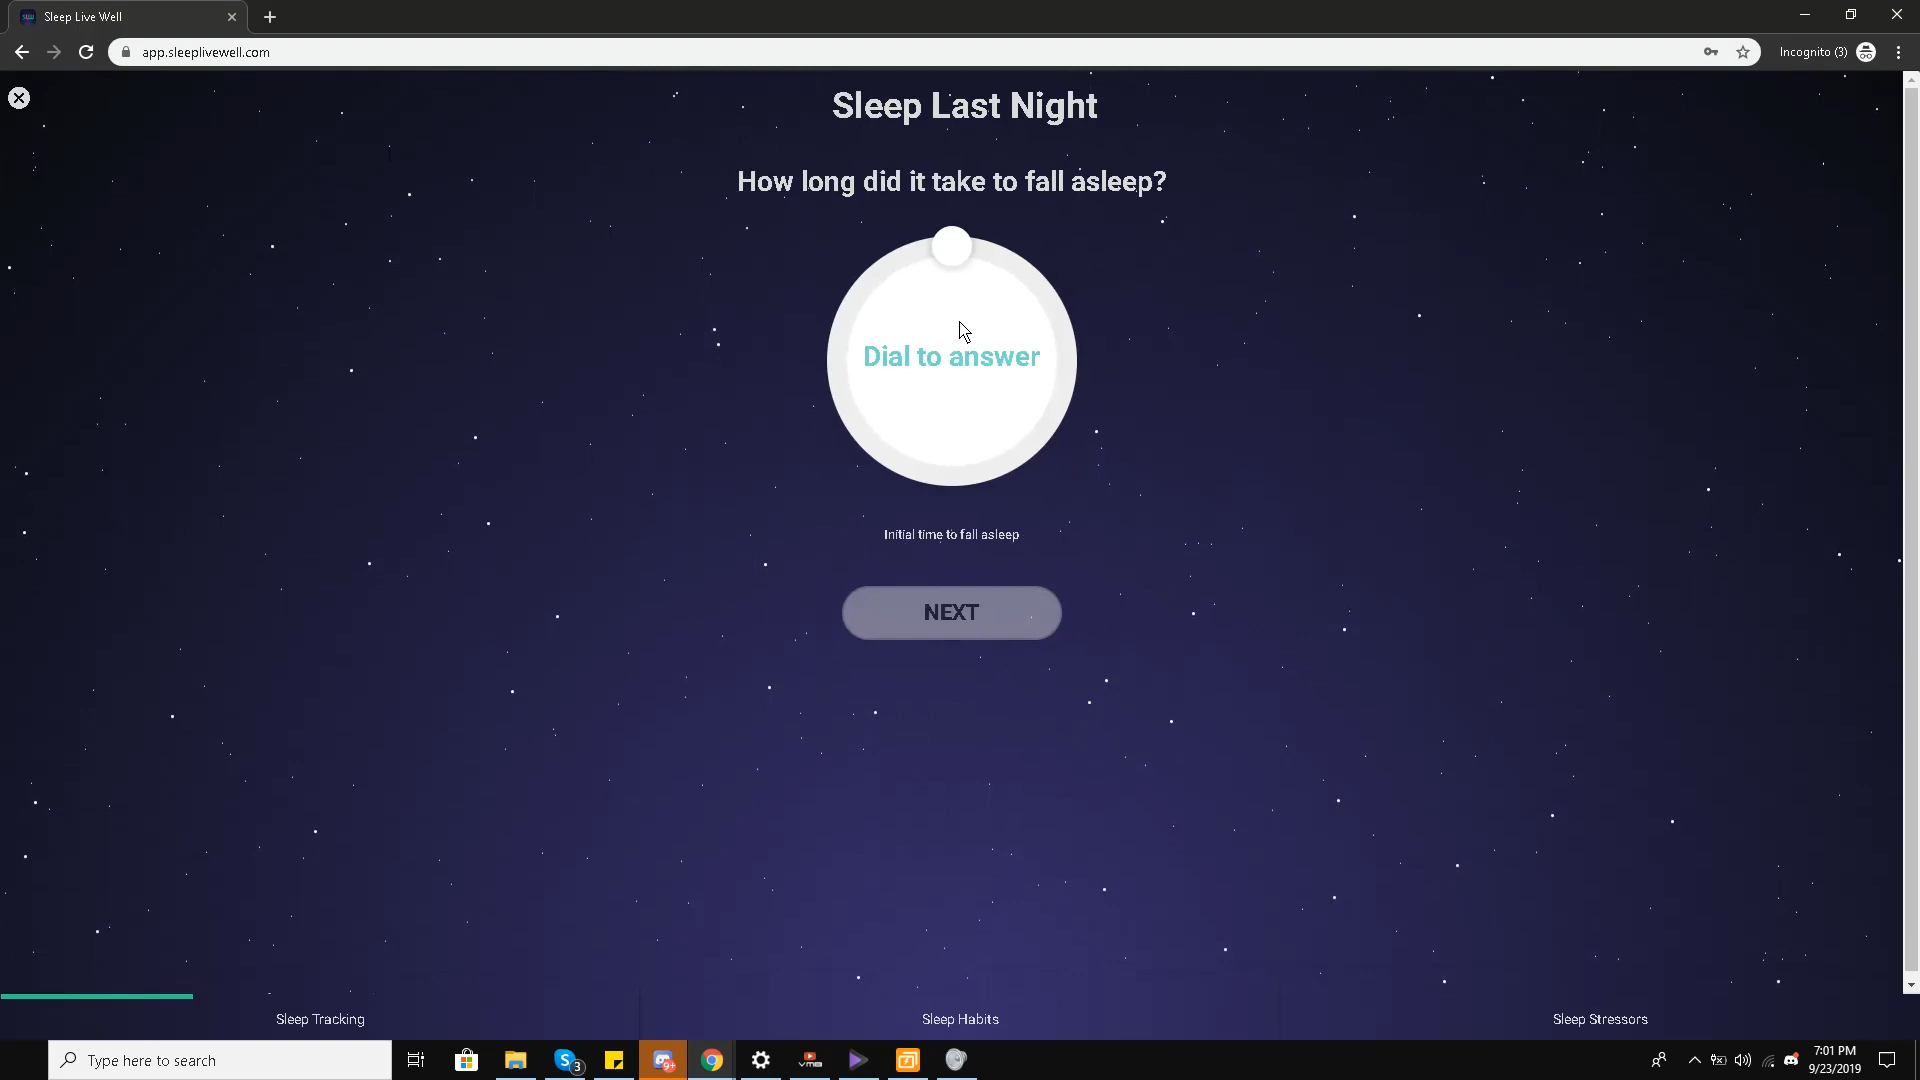 Sleep Live Well
app.sleeplivewell.com
Incognito (3)
Sleep Last Night
How long did it take to fall asleep?
Dial to answer
Initial time to fall asleep
NEXT
Sleep Tracking
Sleep Habits
Sleep Stressors
Type here to search
3
9+
7:01 PM
9/23/2019